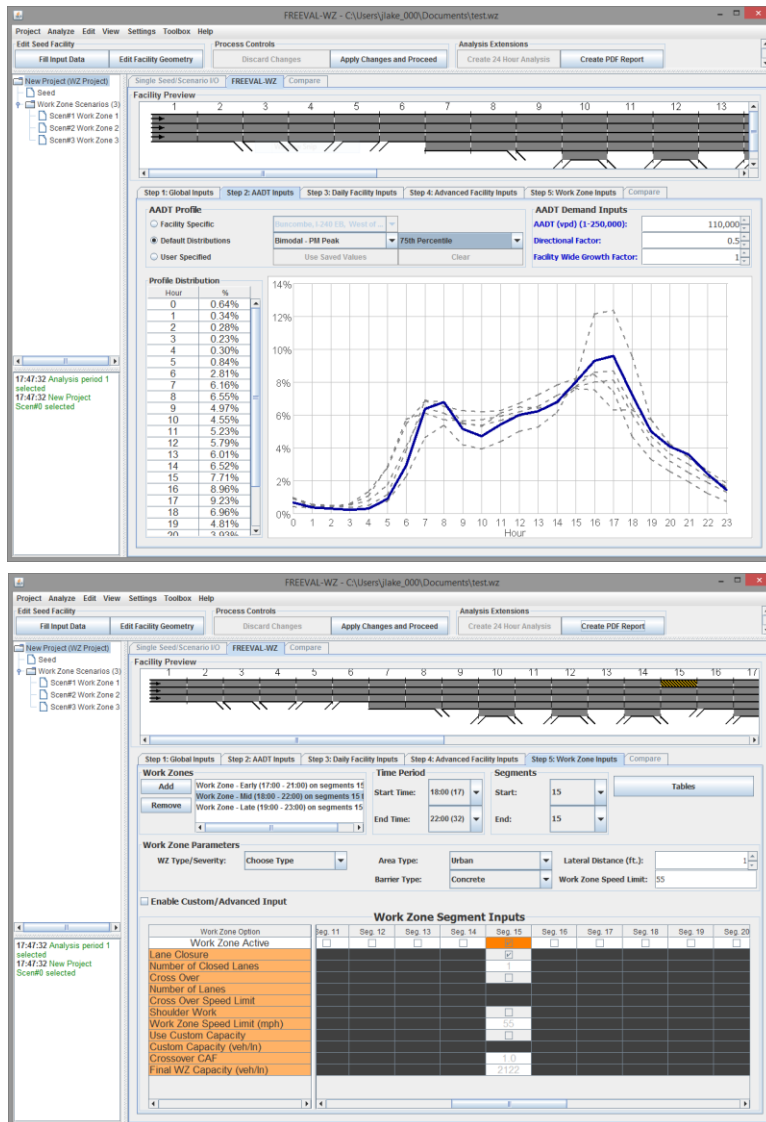 FREEVAL-WZ - C:\Users\jlake_000\Documents\test.wz
Project Analyze Edit View Settings Toolbox Help
Edit Seed Facility Process Controls Analysis Extensions
Fill Input Data Edit Facility Geometry Discard Changes Apply Changes and Proceed Create 24 Hour Analysis Create PDF Report
New Project (WZ Project)
Seed
Work Zone Scenarios (3)
Scen#1 Work Zone 1
Scen#2 Work Zone 2
Scen#3 Work Zone 3
17:47:32 Analysis period 1
selected
17:47:32 New Project
Scen#0 selected
Single Seed/Scenario I/O FREEVAL-WZ Compare
Facility Preview
1 2 3 4 5 6 7 8 9 10 11 12 13
Step 1: Global Inputs Step 2: AADT Inputs Step 3: Daily Facility Inputs Step 4: Advanced Facility Inputs Step 5: Work Zone Inputs Compare
AADT Profile AADT Demand Inputs
Facility Specific
AADT (vpd) (1-250,000): 110,000
Default Distributions Bimodal - PM Peak 75th Percentile
Directional Factor: 0.5
User Specified Use Saved Values Clear
Facility Wide Growth Factor: 1
Profile Distribution
Hour %
0 0.64%
1 0.34%
2 0.28%
3 0.23%
4 0.30%
5 0.84%
6 2.81%
7 6.16%
8 6.55%
9 4.97%
10 4.55%
11 5.23%
12 5.79%
13 6.01%
14 6.52%
15 7.71%
16 8.96%
17 9.23%
18 6.96%
19 4.81%
20 3.93%
14%
12%
10%
8%
6%
4%
2%
0%
0 1 2 3 4 5 6 7 8 9 10 11 12 13 14 15 16 17 18 19 20 21 22 23
Hour
FREEVAL-WZ - C:\Users\jlake_000\Documents\test.wz
Project Analyze Edit View Settings Toolbox Help
Edit Seed Facility Process Controls Analysis Extensions
Fill Input Data Edit Facility Geometry Discard Changes Apply Changes and Proceed Create 24 Hour Analysis Create PDF Report
New Project (WZ Project)
Seed
Work Zone Scenarios (3)
Scen#1 Work Zone 1
Scen#2 Work Zone 2
Scen#3 Work Zone 3
17:47:32 Analysis period 1
selected
17:47:32 New Project
Scen#0 selected
Single Seed/Scenario I/O FREEVAL-WZ Compare
Facility Preview
1 2 3 4 5 6 7 8 9 10 11 12 13 14 15 16 17
Step 1: Global Inputs Step 2: AADT Inputs Step 3: Daily Facility Inputs Step 4: Advanced Facility Inputs Step 5: Work Zone Inputs Compare
Work Zones Time Period Segments
Add Work Zone - Early (17:00 - 21:00) on segments 15
Work Zone - Mid (18:00 - 22:00) on segments 15
Remove Work Zone - Late (19:00 - 23:00) on segments 15
Start Time: 18:00 (17) Start: 15 Tables
End Time: 22:00 (32) End: 15
Work Zone Parameters
WZ Type/Severity: Choose Type Area Type: Urban Lateral Distance (ft.): 1
Barrier Type: Concrete Work Zone Speed Limit: 55
Enable Custom/Advanced Input
Work Zone Segment Inputs
Work Zone Option Seg. 11 Seg. 12 Seg. 13 Seg. 14 Seg. 15 Seg. 16 Seg. 17 Seg. 18 Seg. 19 Seg. 20
Work Zone Active
Lane Closure
Number of Closed Lanes 1
Cross Over
Number of Lanes
Cross Over Speed Limit
Shoulder Work
Work Zone Speed Limit (mph) 55
Use Custom Capacity
Custom Capacity (veh/ln)
Crossover CAF 1.0
Final WZ Capacity (veh/ln) 2122